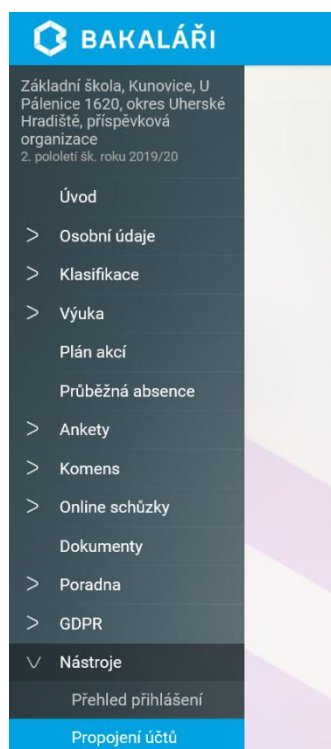 BAKALÁŘI
Základní škola, Kunovice, U
Pálenice 1620, okres Uherské
Hradiště, příspěvková
organizace
2. pololetí šk. roku 2019/20
Úvod
> Osobní údaje
> Klasifikace
> Výuka
Plán akcí
Průběžná absence
> Ankety
> Komens
> Online schůzky
Dokumenty
> Poradna
> GDPR
Nástroje
Přehled přihlášení
Propojení účtů